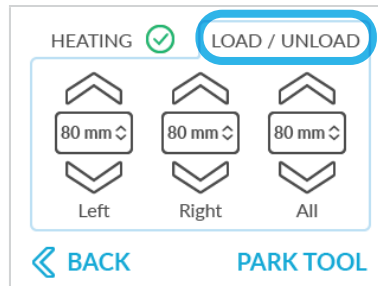 HEATING LOAD / UNLOAD
80 mm 80 mm 80 mm
Left Right All
BACK PARK TOOL